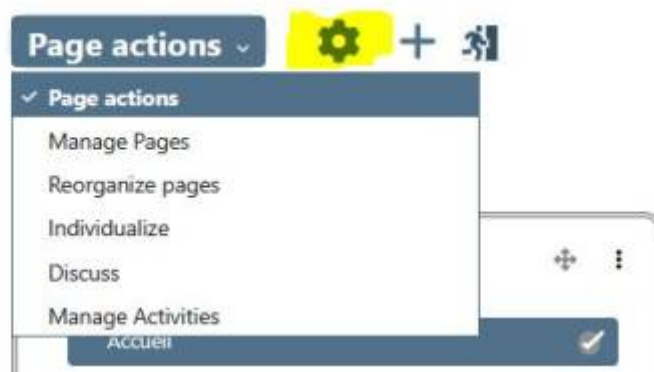 Page actions
Page actions
Manage Pages
Reorganize pages
Individualize
Discuss
Manage Activities
Accueil